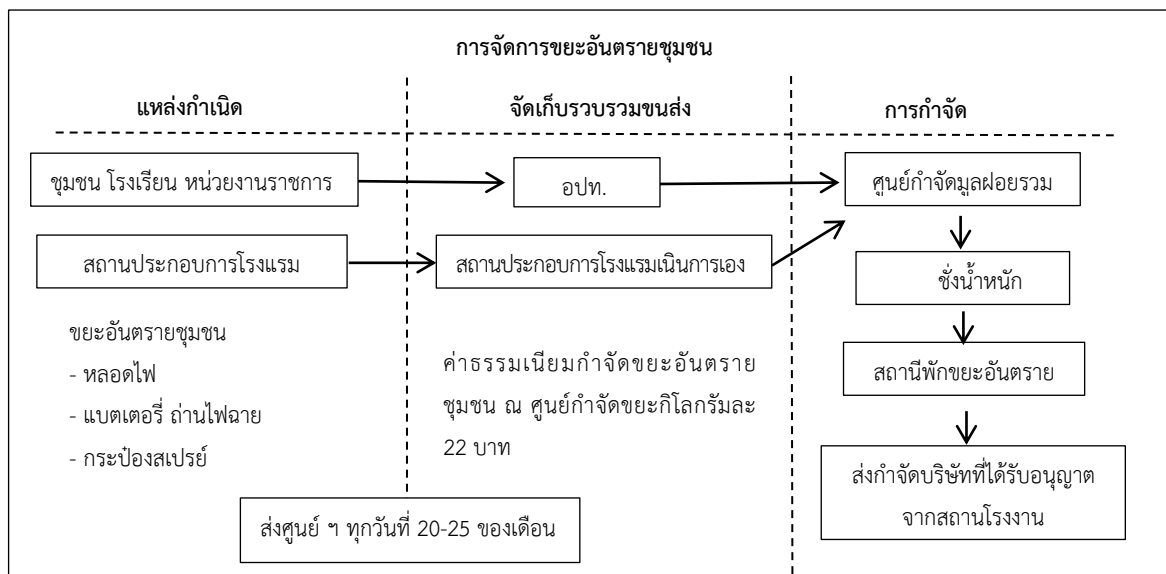 การจัดการขยะอันตรายชุมชน
แหล่งกำเนิด
จัดเก็บรวบรวมขนส่ง
การกำจัด
ชุมชน โรงเรียน หน่วยงานราชการ
อปท.
ศูนย์กำจัดมูลฝอยรวม
สถานประกอบการโรงแรม
สถานประกอบการโรงแรมเนินการเอง
ชั่งน้ำหนัก
ขยะอันตรายชุมชน
- หลอดไฟ
- แบตเตอรี่ ถ่านไฟฉาย
- กระป๋องสเปรย์
ค่าธรรมเนียมกำจัดขยะอันตราย
ชุมชน ณ ศูนย์กำจัดขยะกิโลกรัมละ
22 บาท
สถานีพักขยะอันตราย
ส่งกำจัดบริษัทที่ได้รับอนุญาต
จากสถานโรงงาน
ส่งศูนย์ ฯ ทุกวันที่ 20-25 ของเดือน